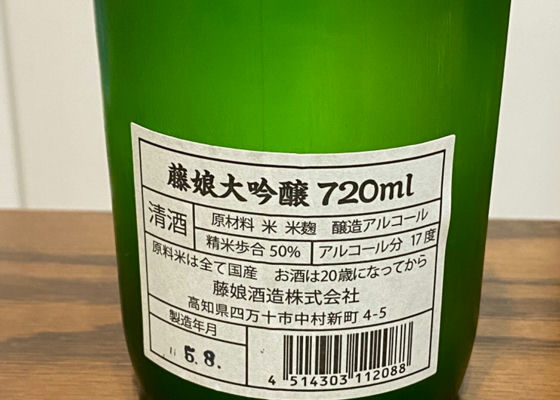 藤娘大吟醸 720ml
清酒
原材料 米 米麹 醸造アルコール
精米歩合 50% アルコール分 17度
原料米は全て国産 お酒は20歳になってから
藤娘酒造株式会社
高知県四万十市中村新町 4-5
製造年月
5.8.
4 514303 112088